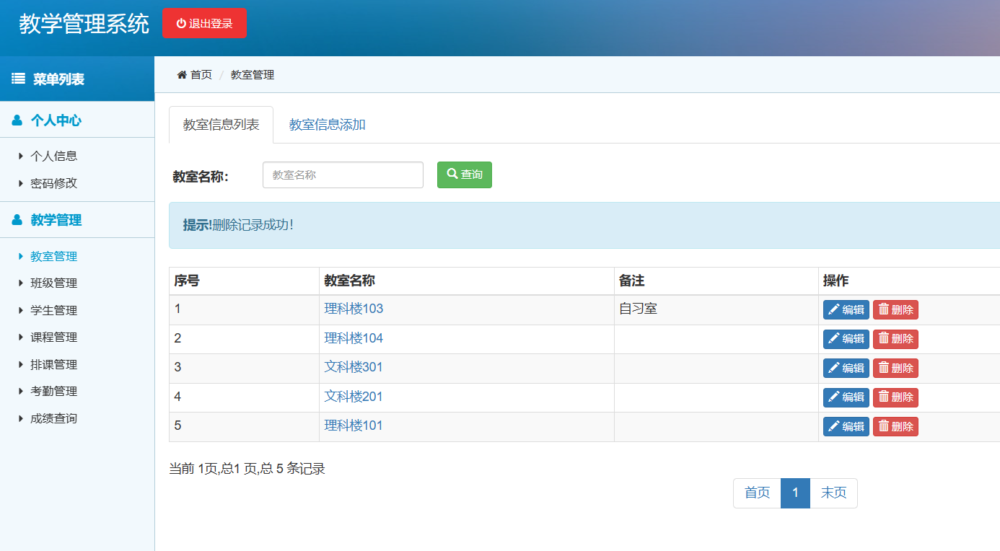 教学管理系统 退出登录
菜单列表
个人中心
个人信息
密码修改
教学管理
教室管理
班级管理
学生管理
课程管理
排课管理
考勤管理
成绩查询
首页 / 教室管理
教室信息列表 教室信息添加
教室名称: 教室名称 查询
提示!删除记录成功!
序号 教室名称 备注 操作
1 理科楼103 自习室 编辑 删除
2 理科楼104 编辑 删除
3 文科楼301 编辑 删除
4 文科楼201 编辑 删除
5 理科楼101 编辑 删除
当前 1页,总1 页,总 5 条记录
首页 1 末页